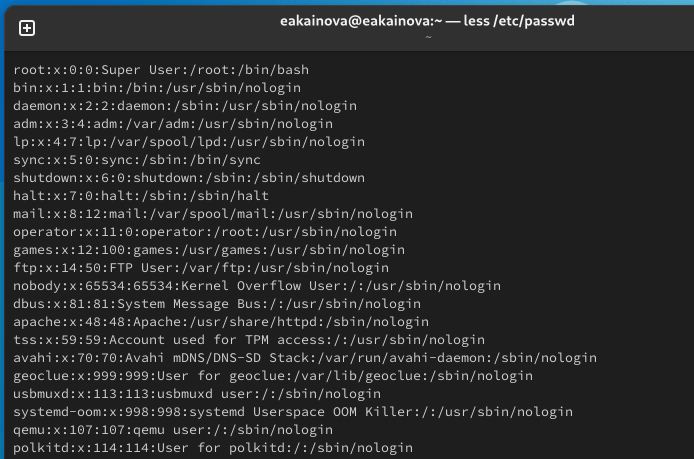 eakainova@eakainova:~ — less /etc/passwd
~
root:x:0:0:Super User:/root:/bin/bash
bin:x:1:1:bin:/bin:/usr/sbin/nologin
daemon:x:2:2:daemon:/sbin:/usr/sbin/nologin
adm:x:3:4:adm:/var/adm:/usr/sbin/nologin
lp:x:4:7:lp:/var/spool/lpd:/usr/sbin/nologin
sync:x:5:0:sync:/sbin:/bin/sync
shutdown:x:6:0:shutdown:/sbin:/sbin/shutdown
halt:x:7:0:halt:/sbin:/sbin/halt
mail:x:8:12:mail:/var/spool/mail:/usr/sbin/nologin
operator:x:11:0:operator:/root:/usr/sbin/nologin
games:x:12:100:games:/usr/games:/usr/sbin/nologin
ftp:x:14:50:FTP User:/var/ftp:/usr/sbin/nologin
nobody:x:65534:65534:Kernel Overflow User:/:/usr/sbin/nologin
dbus:x:81:81:System Message Bus:/:/usr/sbin/nologin
apache:x:48:48:Apache:/usr/share/httpd:/sbin/nologin
tss:x:59:59:Account used for TPM access:/:/usr/sbin/nologin
avahi:x:70:70:Avahi mDNS/DNS-SD Stack:/var/run/avahi-daemon:/sbin/nologin
geoclue:x:999:999:User for geoclue:/var/lib/geoclue:/sbin/nologin
usbmuxd:x:113:113:usbmuxd user:/:/sbin/nologin
systemd-oom:x:998:998:systemd Userspace OOM Killer:/:/usr/sbin/nologin
qemu:x:107:107:qemu user:/:/sbin/nologin
polkitd:x:114:114:User for polkitd:/:/sbin/nologin